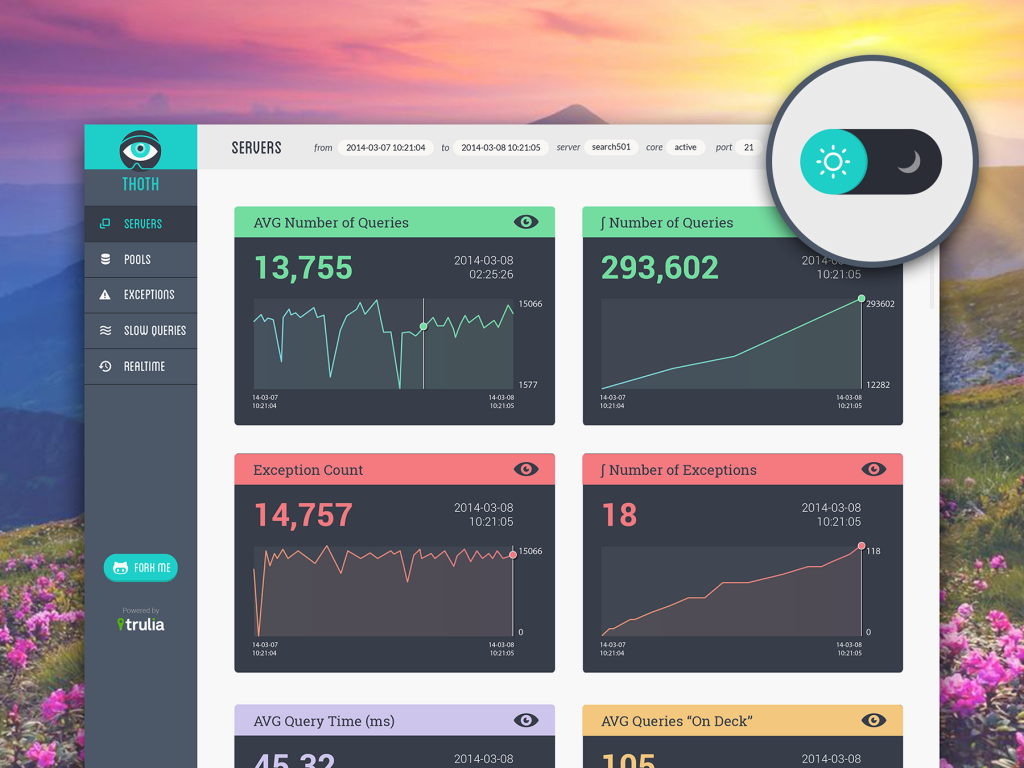 THOTH
SERVERS
POOLS
EXCEPTIONS
SLOW QUERIES
REALTIME
FORK ME
Powered by
trulia
SERVERS from 2014-03-07 10:21:04 to 2014-03-08 10:21:05 server search501 core active port 21
AVG Number of Queries
13,755
2014-03-08
02:25:26
15066
1577
14-03-07
10:21:04
14-03-08
10:21:05
∫ Number of Queries
293,602
10:21:05
293602
12282
14-03-07
10:21:04
14-03-08
10:21:05
Exception Count
14,757
2014-03-08
10:21:05
15066
0
14-03-07
10:21:04
14-03-08
10:21:05
∫ Number of Exceptions
18
2014-03-08
10:21:05
118
0
14-03-07
10:21:04
14-03-08
10:21:05
AVG Query Time (ms)
45.32
2014-03-08
AVG Queries “On Deck”
105
2014-03-08